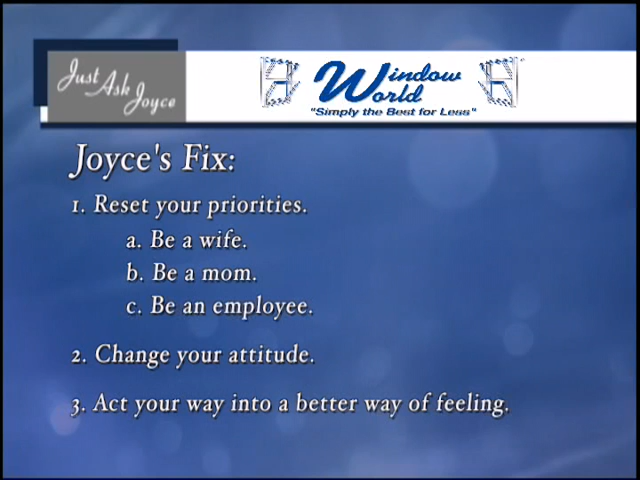 Just
Ask
Joyce
Window
World
"Simply the Best for Less"
Joyce's Fix:
1. Reset your priorities.
a. Be a wife.
b. Be a mom.
c. Be an employee.
2. Change your attitude.
3. Act your way into a better way of feeling.